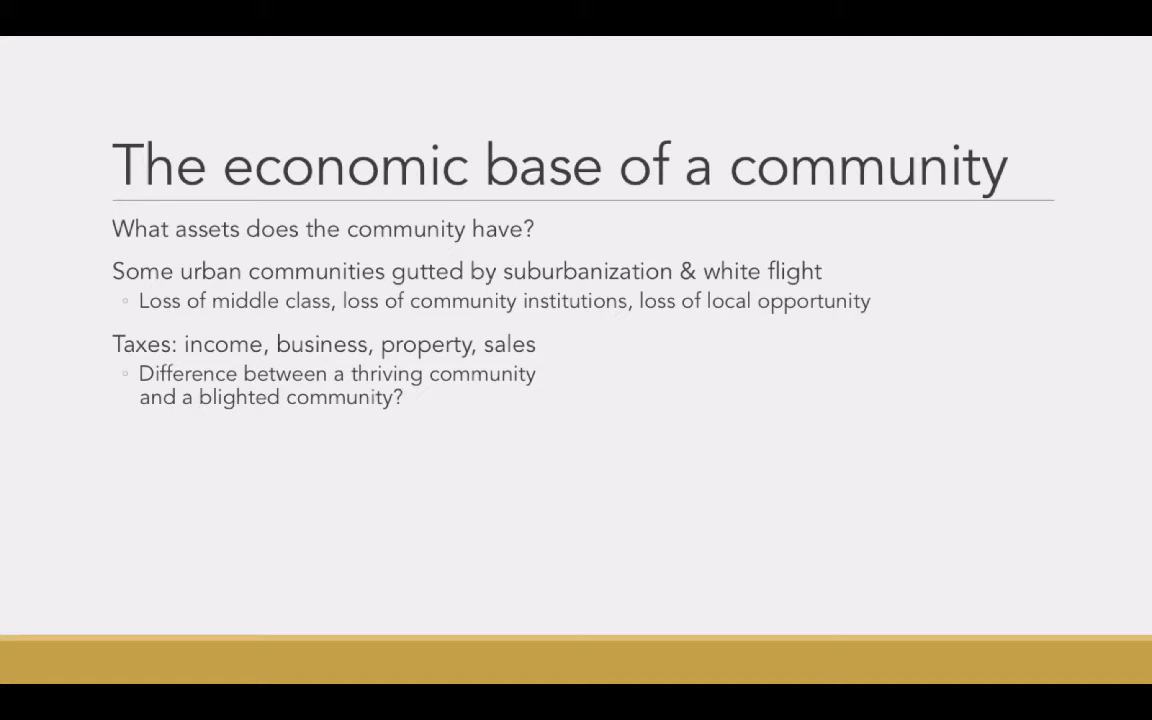 The economic base of a community
What assets does the community have?
Some urban communities gutted by suburbanization & white flight
◦ Loss of middle class, loss of community institutions, loss of local opportunity
Taxes: income, business, property, sales
◦ Difference between a thriving community
and a blighted community?